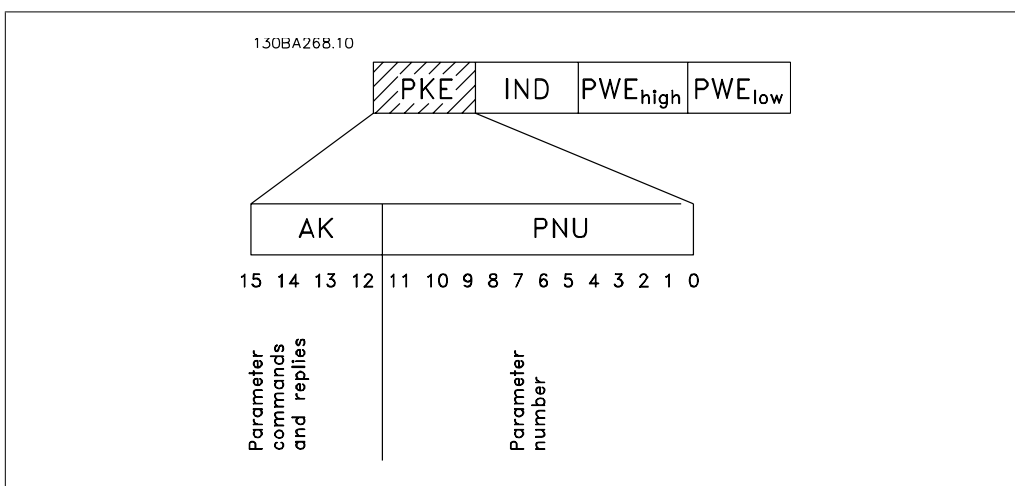 130BA268.10
PKE IND PWEhigh PWElow
AK PNU
15 14 13 12 11 10 9 8 7 6 5 4 3 2 1 0
Parameter
commands
and replies
Parameter
number